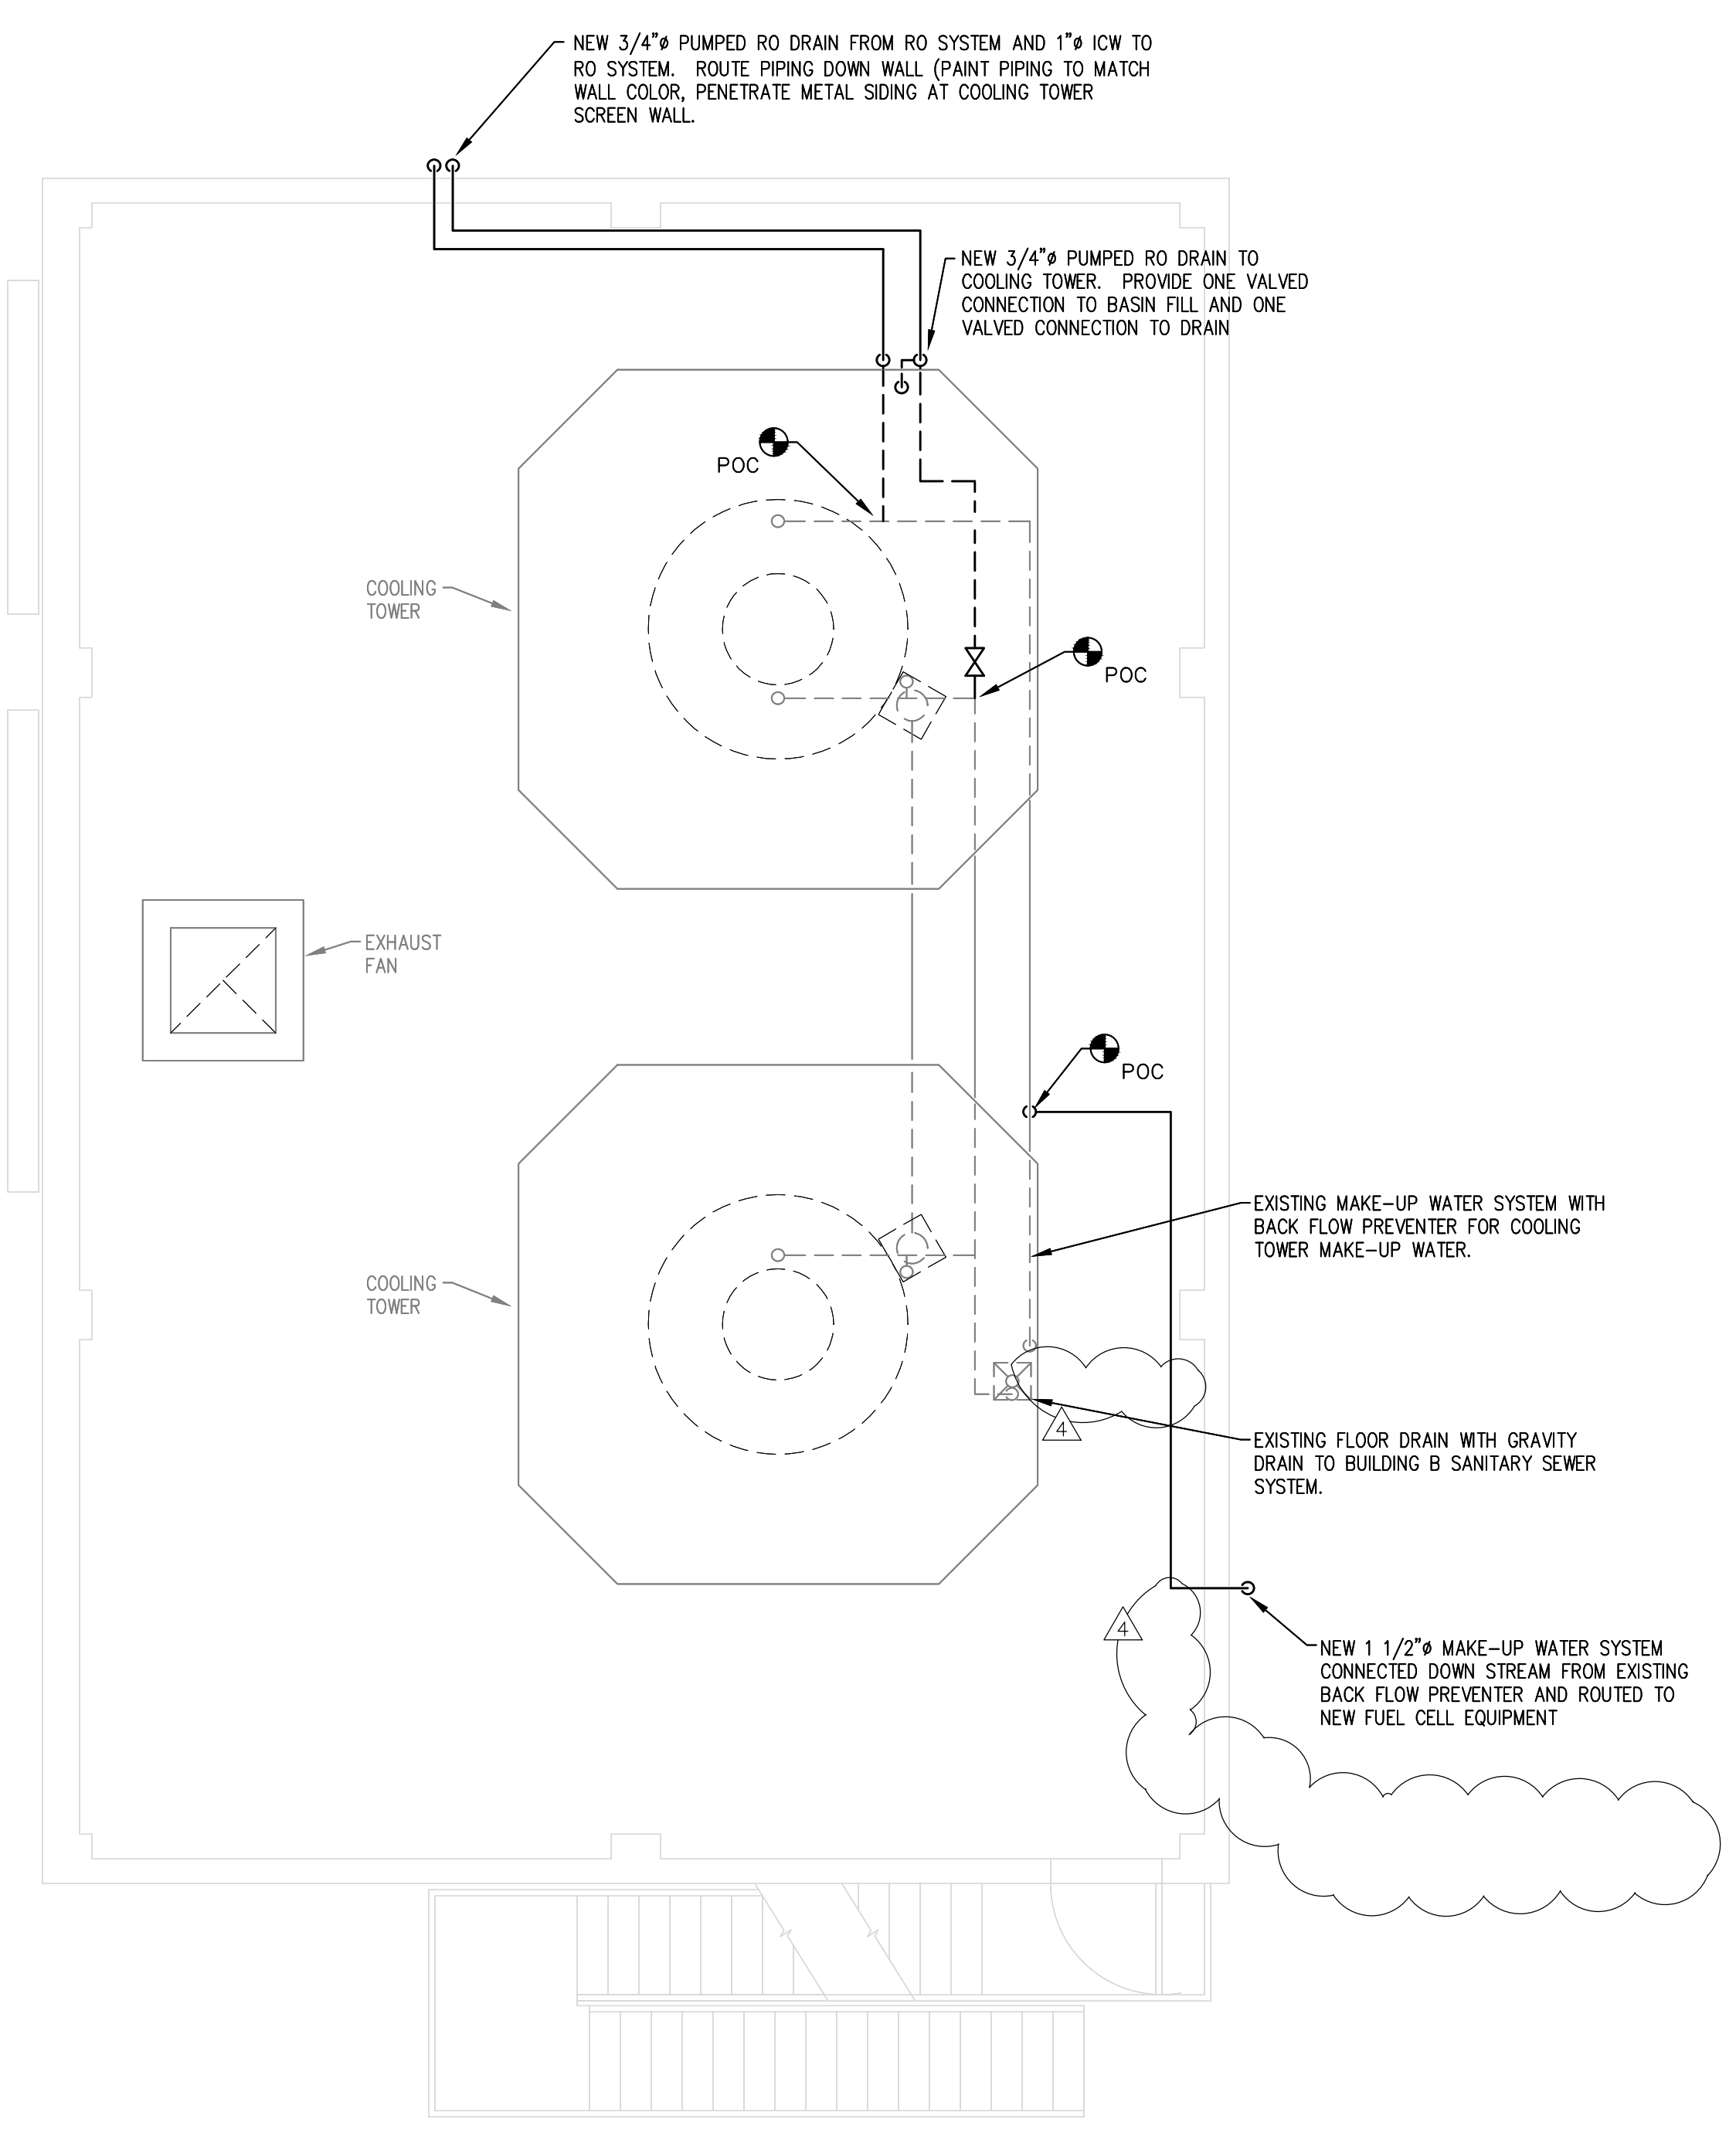 NEW 3/4"ø PUMPED RO DRAIN FROM RO SYSTEM AND 1"ø ICW TO
RO SYSTEM. ROUTE PIPING DOWN WALL (PAINT PIPING TO MATCH
WALL COLOR, PENETRATE METAL SIDING AT COOLING TOWER
SCREEN WALL.
NEW 3/4"ø PUMPED RO DRAIN TO
COOLING TOWER. PROVIDE ONE VALVED
CONNECTION TO BASIN FILL AND ONE
VALVED CONNECTION TO DRAIN
POC
COOLING
TOWER
POC
EXHAUST
FAN
POC
EXISTING MAKE-UP WATER SYSTEM WITH
BACK FLOW PREVENTER FOR COOLING
TOWER MAKE-UP WATER.
COOLING
TOWER
4
EXISTING FLOOR DRAIN WITH GRAVITY
DRAIN TO BUILDING B SANITARY SEWER
SYSTEM.
4
NEW 1 1/2"ø MAKE-UP WATER SYSTEM
CONNECTED DOWN STREAM FROM EXISTING
BACK FLOW PREVENTER AND ROUTED TO
NEW FUEL CELL EQUIPMENT